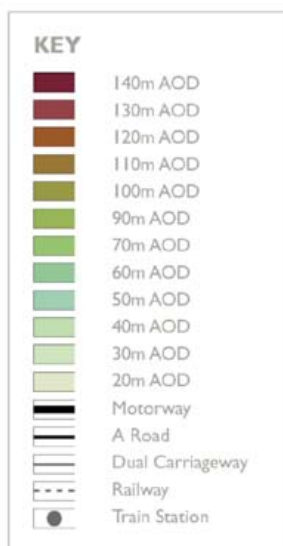 KEY
140m AOD
130m AOD
120m AOD
110m AOD
100m AOD
90m AOD
70m AOD
60m AOD
50m AOD
40m AOD
30m AOD
20m AOD
Motorway
A Road
Dual Carriageway
Railway
Train Station